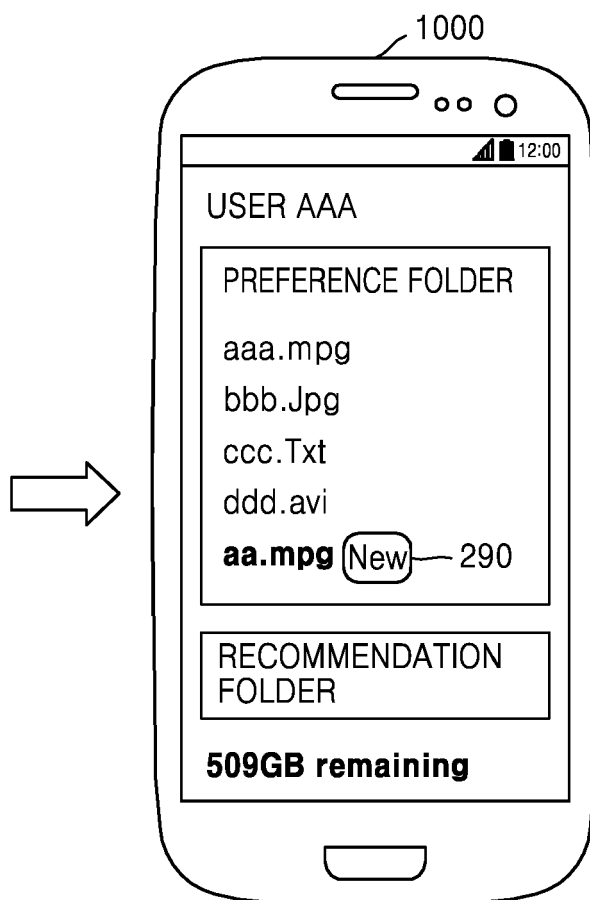 1000
12:00
USER AAA
PREFERENCE FOLDER
aaa.mpg
bbb.Jpg
ccc.Txt
ddd.avi
aa.mpg New 290
RECOMMENDATION
FOLDER
509GB remaining